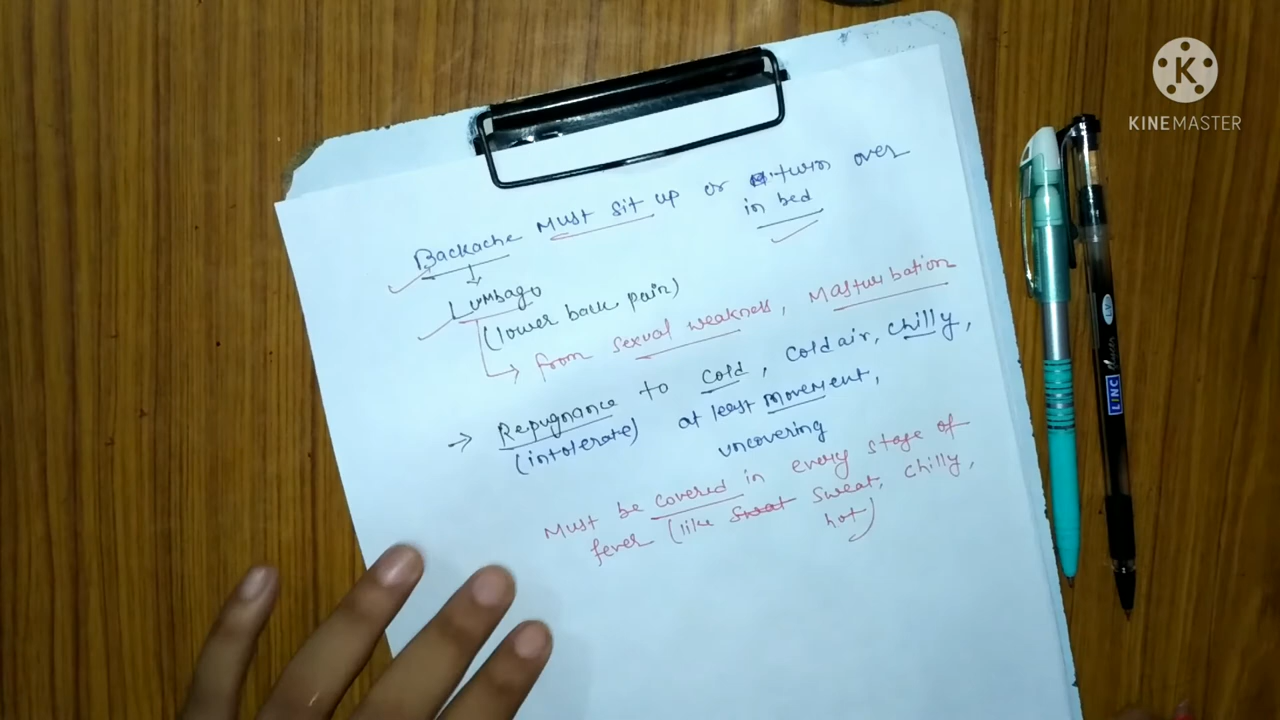 Backache Must sit up or turn over
in bed
Lumbago
(lower back pain)
→ from sexual weakness, Masturbation
→ Repugnance to cold, cold air, chilly,
(intolerate) at least movement,
uncovering
Must be covered in every stage of
fever (like sweat, chilly,
hot)
K
KINEMASTER
LINC